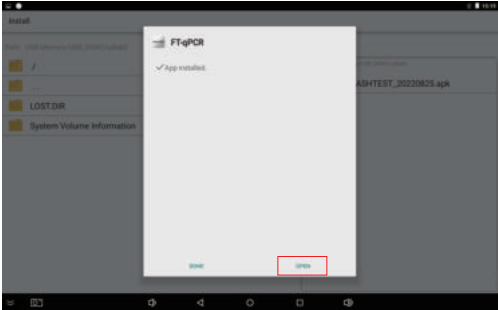 Install
FT-qPCR
App installed.
/
. .
LOST.DIR
System Volume Information
ASHTEST_20220825.apk
DONE
OPEN